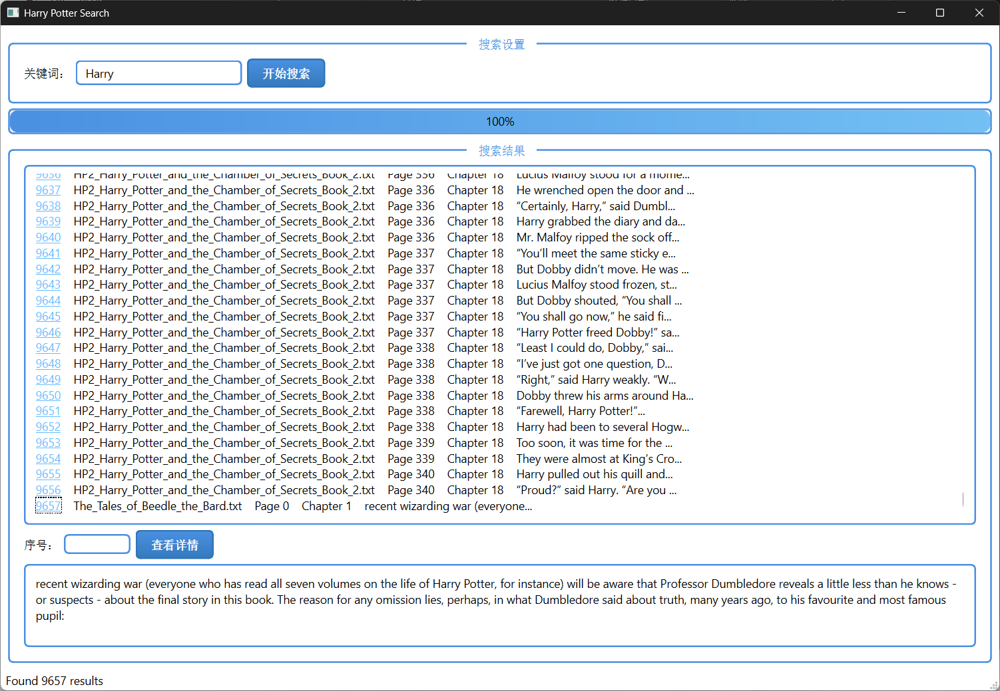 Harry Potter Search
搜索设置
关键词： Harry 开始搜索
100%
搜索结果
9636 HP2_Harry_Potter_and_the_Chamber_of_Secrets_Book_2.txt Page 336 Chapter 18 Lucius Malfoy stood for a mome...
9637 HP2_Harry_Potter_and_the_Chamber_of_Secrets_Book_2.txt Page 336 Chapter 18 He wrenched open the door and ...
9638 HP2_Harry_Potter_and_the_Chamber_of_Secrets_Book_2.txt Page 336 Chapter 18 “Certainly, Harry,” said Dumbl...
9639 HP2_Harry_Potter_and_the_Chamber_of_Secrets_Book_2.txt Page 336 Chapter 18 Harry grabbed the diary and da...
9640 HP2_Harry_Potter_and_the_Chamber_of_Secrets_Book_2.txt Page 336 Chapter 18 Mr. Malfoy ripped the sock off...
9641 HP2_Harry_Potter_and_the_Chamber_of_Secrets_Book_2.txt Page 337 Chapter 18 “You’ll meet the same sticky e...
9642 HP2_Harry_Potter_and_the_Chamber_of_Secrets_Book_2.txt Page 337 Chapter 18 But Dobby didn’t move. He was ...
9643 HP2_Harry_Potter_and_the_Chamber_of_Secrets_Book_2.txt Page 337 Chapter 18 Lucius Malfoy stood frozen, st...
9644 HP2_Harry_Potter_and_the_Chamber_of_Secrets_Book_2.txt Page 337 Chapter 18 But Dobby shouted, “You shall ...
9645 HP2_Harry_Potter_and_the_Chamber_of_Secrets_Book_2.txt Page 337 Chapter 18 “You shall go now,” he said fi...
9646 HP2_Harry_Potter_and_the_Chamber_of_Secrets_Book_2.txt Page 337 Chapter 18 “Harry Potter freed Dobby!” sa...
9647 HP2_Harry_Potter_and_the_Chamber_of_Secrets_Book_2.txt Page 338 Chapter 18 “Least I could do, Dobby,” sai...
9648 HP2_Harry_Potter_and_the_Chamber_of_Secrets_Book_2.txt Page 338 Chapter 18 “I’ve just got one question, D...
9649 HP2_Harry_Potter_and_the_Chamber_of_Secrets_Book_2.txt Page 338 Chapter 18 “Right,” said Harry weakly. “W...
9650 HP2_Harry_Potter_and_the_Chamber_of_Secrets_Book_2.txt Page 338 Chapter 18 Dobby threw his arms around Ha...
9651 HP2_Harry_Potter_and_the_Chamber_of_Secrets_Book_2.txt Page 338 Chapter 18 “Farewell, Harry Potter!”...
9652 HP2_Harry_Potter_and_the_Chamber_of_Secrets_Book_2.txt Page 338 Chapter 18 Harry had been to several Hogw...
9653 HP2_Harry_Potter_and_the_Chamber_of_Secrets_Book_2.txt Page 339 Chapter 18 Too soon, it was time for the ...
9654 HP2_Harry_Potter_and_the_Chamber_of_Secrets_Book_2.txt Page 339 Chapter 18 They were almost at King’s Cro...
9655 HP2_Harry_Potter_and_the_Chamber_of_Secrets_Book_2.txt Page 340 Chapter 18 Harry pulled out his quill and...
9656 HP2_Harry_Potter_and_the_Chamber_of_Secrets_Book_2.txt Page 340 Chapter 18 “Proud?” said Harry. “Are you ...
9657 The_Tales_of_Beedle_the_Bard.txt Page 0 Chapter 1 recent wizarding war (everyone...
序号： 查看详情
recent wizarding war (everyone who has read all seven volumes on the life of Harry Potter, for instance) will be aware that Professor Dumbledore reveals a little less than he knows -
or suspects - about the final story in this book. The reason for any omission lies, perhaps, in what Dumbledore said about truth, many years ago, to his favourite and most famous
pupil:
Found 9657 results